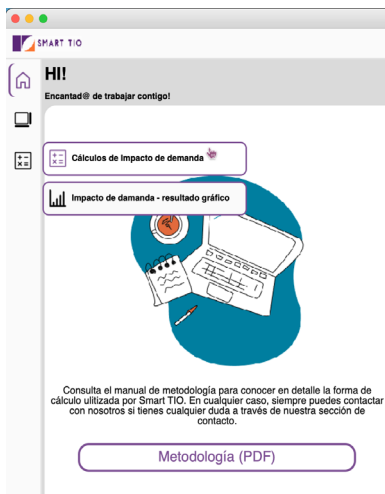 SMART TIO
HI!
Encantad@ de trabajar contigo!
Cálculos de Impacto de demanda
Impacto de damanda - resultado gráfico
Consulta el manual de metodología para conocer en detalle la forma de
cálculo ulitizada por Smart TIO. En cualquier caso, siempre puedes contactar
con nosotros si tienes cualquier duda a través de nuestra sección de
contacto.
Metodología (PDF)